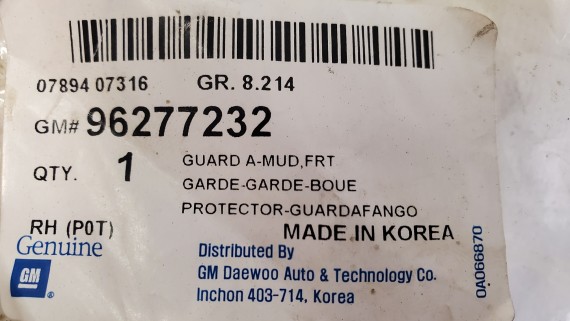 07894 07316 GR. 8.214
GM# 96277232
QTY. 1 GUARD A-MUD,FRT
GARDE-GARDE-BOUE
PROTECTOR-GUARDAFANGO
RH (P0T) MADE IN KOREA
Genuine
GM ®
Distributed By
GM Daewoo Auto & Technology Co.
Inchon 403-714, Korea
0A066870